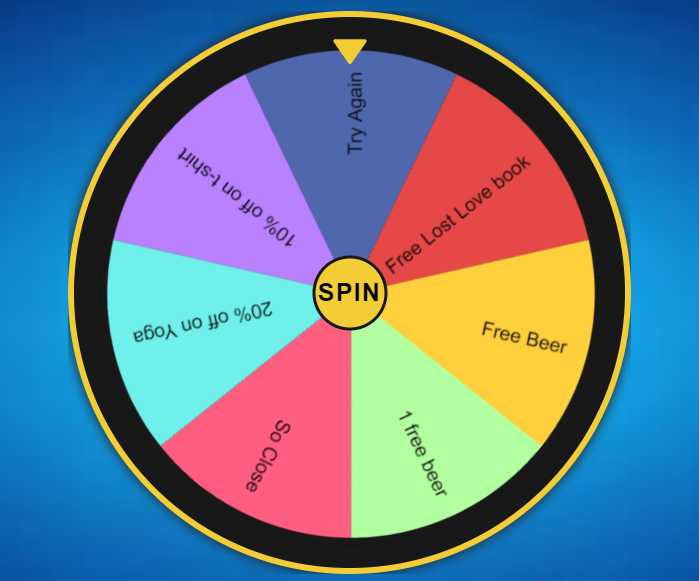 Try Again
Free Lost Love book
Free Beer
1 free beer
So Close
20% off on Yoga
10% off on t-shirt
SPIN